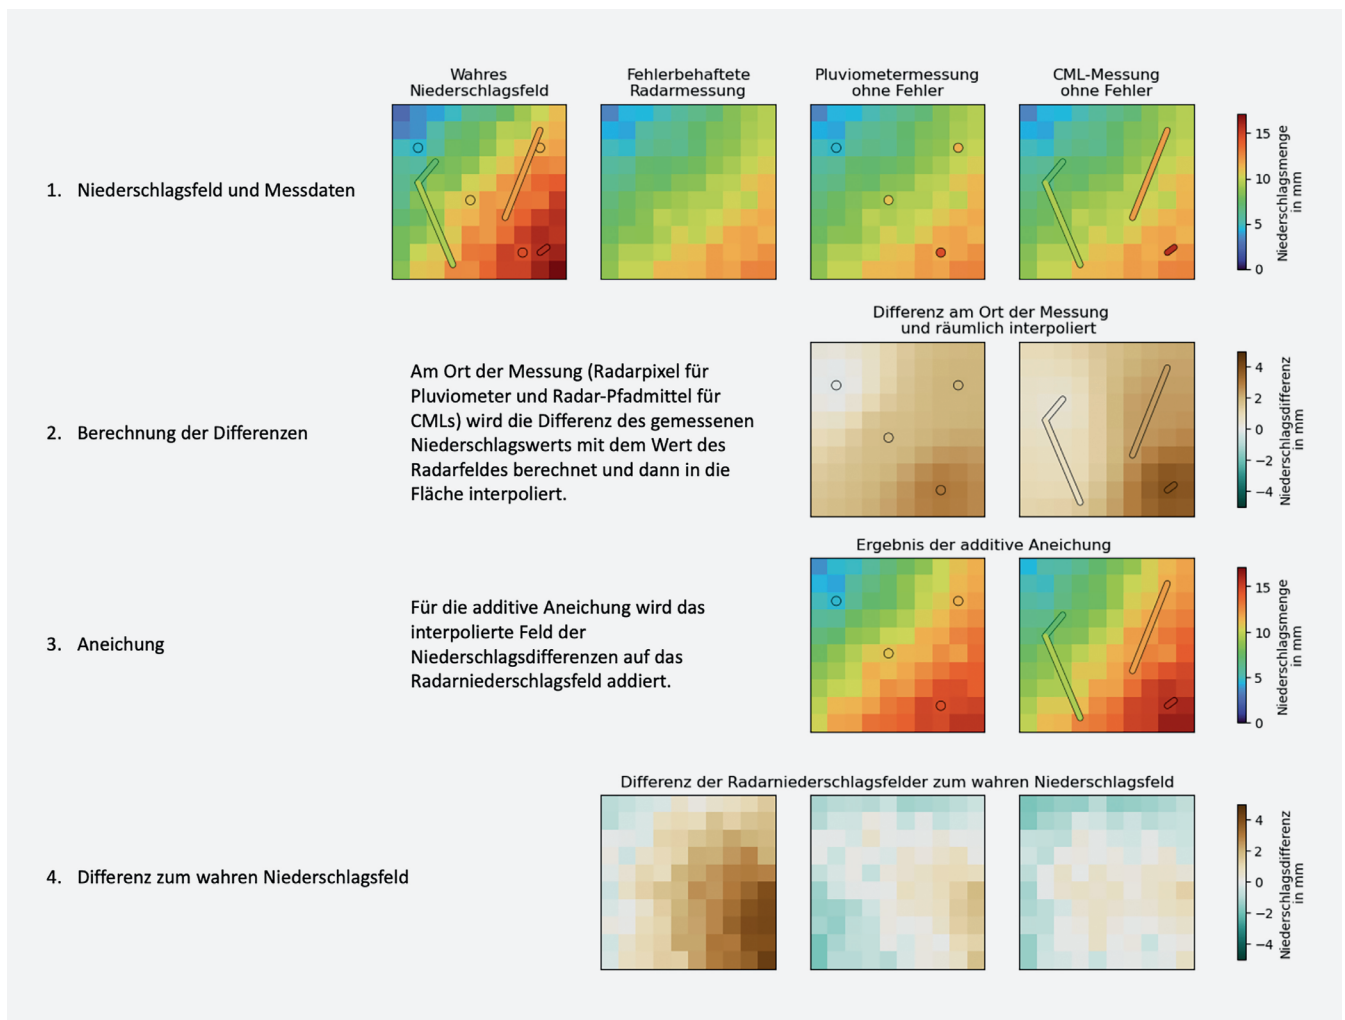 Wahres
Niederschlagsfeld
Fehlerbehaftete
Radarmessung
Pluviometermessung
ohne Fehler
CML-Messung
ohne Fehler
1. Niederschlagsfeld und Messdaten
15
10
5
0
Niederschlagsmenge
in mm
Differenz am Ort der Messung
und räumlich interpoliert
2. Berechnung der Differenzen
Am Ort der Messung (Radarpixel für
Pluviometer und Radar-Pfadmittel für
CMLs) wird die Differenz des gemessenen
Niederschlagswerts mit dem Wert des
Radarfeldes berechnet und dann in die
Fläche interpoliert.
4
2
0
−2
−4
Niederschlagsdifferenz
in mm
Ergebnis der additive Aneichung
3. Aneichung
Für die additive Aneichung wird das
interpolierte Feld der
Niederschlagsdifferenzen auf das
Radarniederschlagsfeld addiert.
15
10
5
0
Niederschlagsmenge
in mm
Differenz der Radarniederschlagsfelder zum wahren Niederschlagsfeld
4. Differenz zum wahren Niederschlagsfeld
4
2
0
−2
−4
Niederschlagsdifferenz
in mm